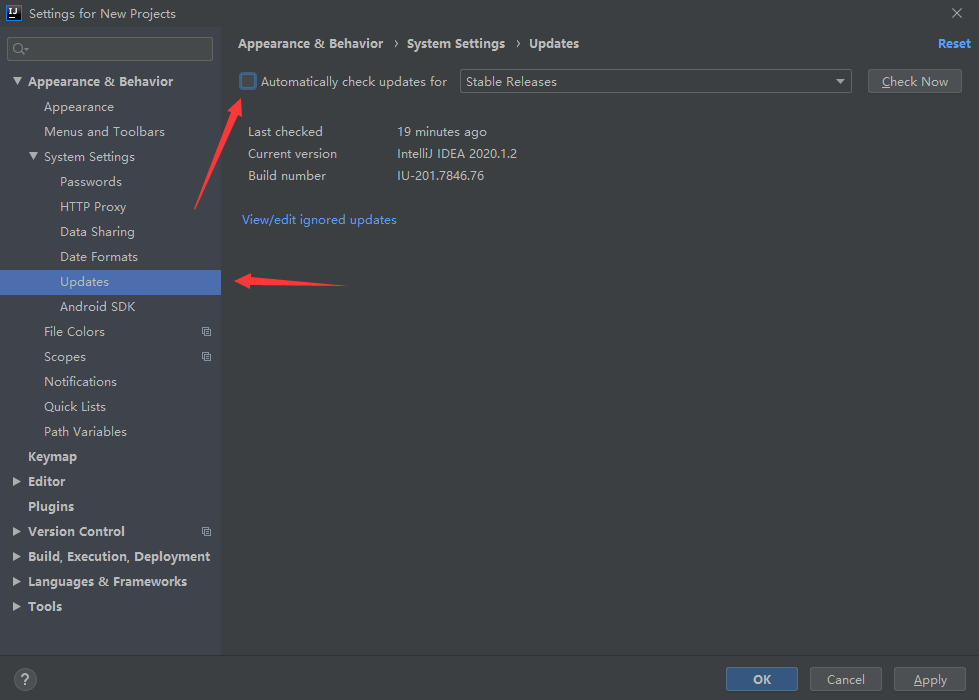 Settings for New Projects
Appearance & Behavior › System Settings › Updates
Reset
Appearance & Behavior
Appearance
Menus and Toolbars
System Settings
Passwords
HTTP Proxy
Data Sharing
Date Formats
Updates
Android SDK
File Colors
Scopes
Notifications
Quick Lists
Path Variables
Keymap
Editor
Plugins
Version Control
Build, Execution, Deployment
Languages & Frameworks
Tools
Automatically check updates for Stable Releases Check Now
Last checked 19 minutes ago
Current version IntelliJ IDEA 2020.1.2
Build number IU-201.7846.76
View/edit ignored updates
? OK Cancel Apply